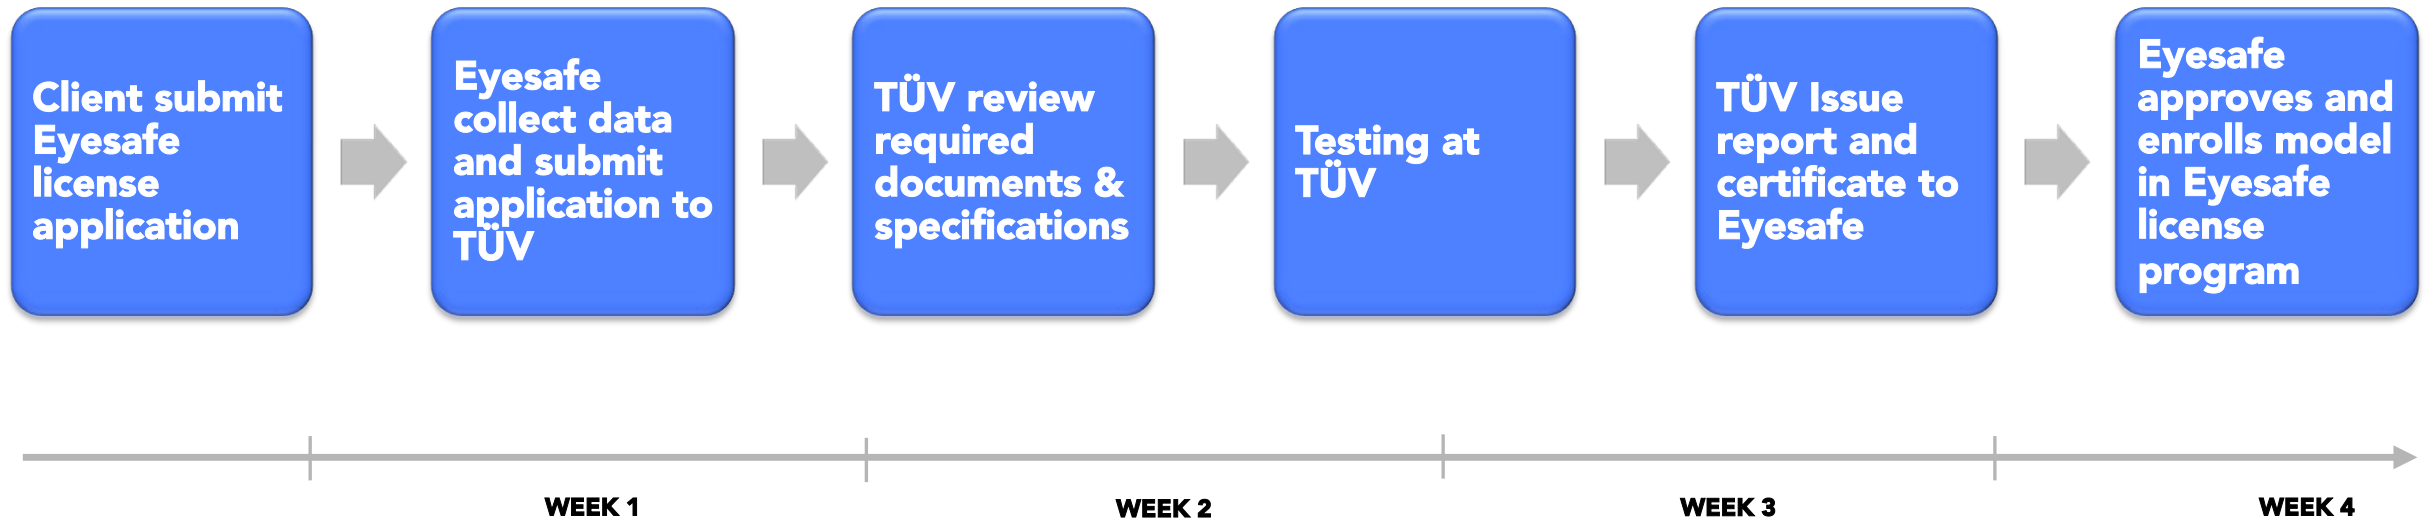 Client submit
Eyesafe
license
application
Eyesafe
collect data
and submit
application to
TÜV
TÜV review
required
documents &
specifications
Testing at
TÜV
TÜV Issue
report and
certificate to
Eyesafe
Eyesafe
approves and
enrolls model
in Eyesafe
license
program
WEEK 1
WEEK 2
WEEK 3
WEEK 4